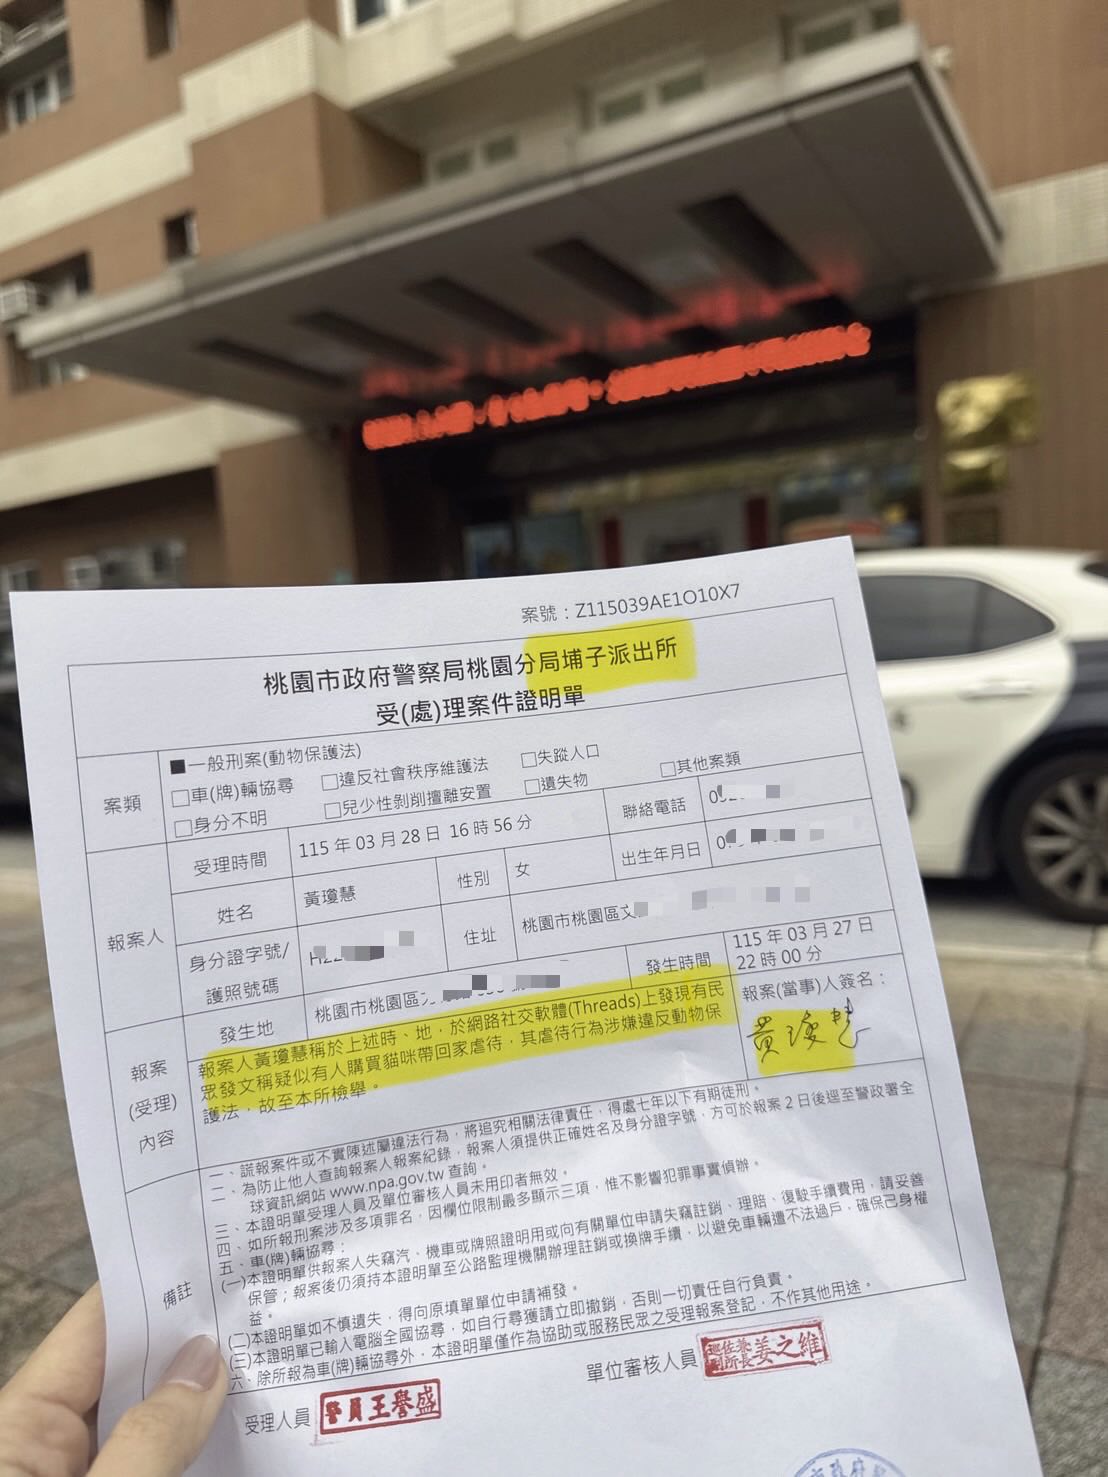 案號：Z115039AE1O10X7
桃園市政府警察局桃園分局埔子派出所
受(處)理案件證明單
案類
■一般刑案(動物保護法)
□車(牌)輛協尋
□違反社會秩序維護法
□失蹤人口
□身分不明
□兒少性剝削擅離安置
□遺失物
□其他案類
報案人
受理時間
115 年 03 月 28 日 16 時 56 分
聯絡電話
姓名
黃瓊慧
性別
女
出生年月日
身分證字號/
護照號碼
住址
桃園市桃園區文
報案
(受理)
內容
發生地
桃園市桃園區
發生時間
115 年 03 月 27 日
22 時 00 分
報案人黃瓊慧稱於上述時、地，於網路社交軟體(Threads)上發現有民
眾發文稱疑似有人購買貓咪帶回家虐待，其虐待行為涉嫌違反動物保
護法，故至本所檢舉。
報案(當事)人簽名：
黃瓊慧
備註
一、謊報案件或不實陳述屬違法行為，將追究相關法律責任，得處七年以下有期徒刑。
二、為防止他人查詢報案人報案紀錄，報案人須提供正確姓名及身分證字號，方可於報案 2 日後逕至警政署全
球資訊網站 www.npa.gov.tw 查詢。
三、本證明單受理人員及單位審核人員未用印者無效。
四、如所報刑案涉及多項罪名，因欄位限制最多顯示三項，惟不影響犯罪事實偵辦。
五、車(牌)輛協尋：
(一)本證明單供報案人失竊汽、機車或牌照證明用或向有關單位申請失竊註銷、理賠、復駛手續費用，請妥善
保管；報案後仍須持本證明單至公路監理機關辦理註銷或換牌手續，以避免車輛遭不法過戶，確保己身權
益。
(二)本證明單如不慎遺失，得向原填單單位申請補發。
(三)本證明單已輸入電腦全國協尋，如自行尋獲請立即撤銷，否則一切責任自行負責。
六、除所報為車(牌)輛協尋外，本證明單僅作為協助或服務民眾之受理報案登記，不作其他用途。
受理人員
警員王譽盛
單位審核人員
巡佐兼
副所長姜之維